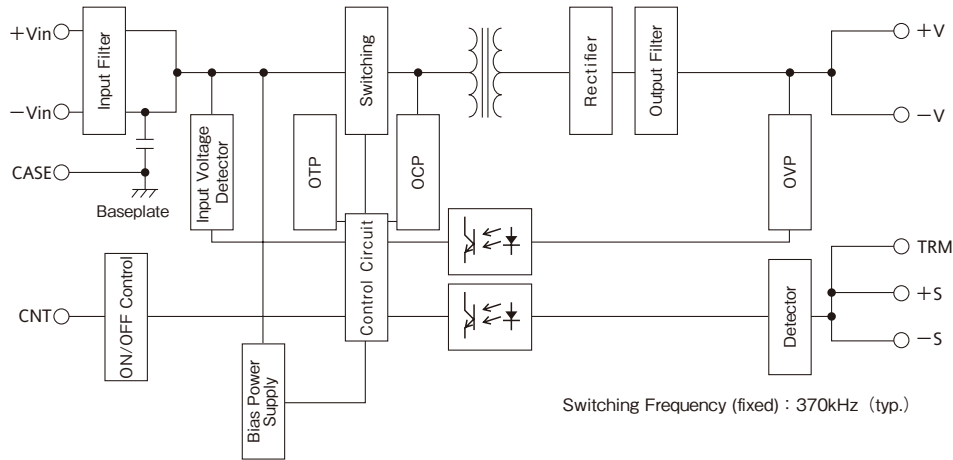 +Vin
−Vin
CASE
Baseplate
CNT
Input Filter
Input Voltage
Detector
ON/OFF Control
Bias Power
Supply
OTP
Switching
Control Circuit
OCP
Rectifier
Output Filter
OVP
Detector
+V
−V
TRM
+S
−S
Switching Frequency (fixed) : 370kHz (typ.)